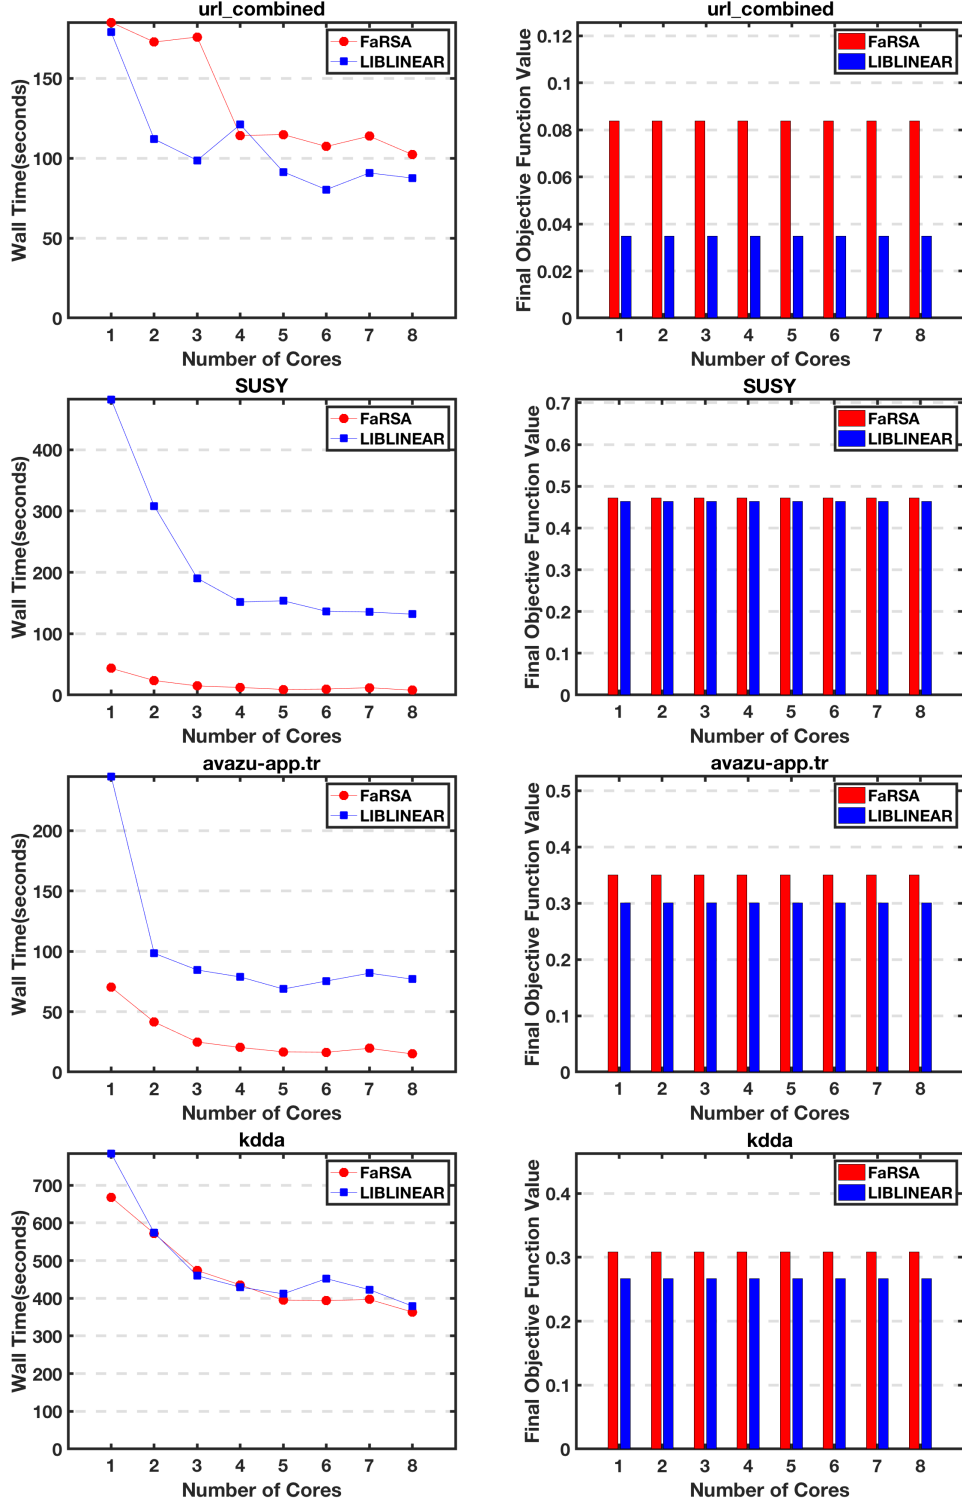 url_combined
Wall Time(seconds)
150
100
50
0
FaRSA
LIBLINEAR
1 2 3 4 5 6 7 8
Number of Cores
url_combined
Final Objective Function Value
0.12
0.1
0.08
0.06
0.04
0.02
0
FaRSA
LIBLINEAR
1 2 3 4 5 6 7 8
Number of Cores
SUSY
Wall Time(seconds)
400
300
200
100
0
FaRSA
LIBLINEAR
1 2 3 4 5 6 7 8
Number of Cores
SUSY
Final Objective Function Value
0.7
0.6
0.5
0.4
0.3
0.2
0.1
0
FaRSA
LIBLINEAR
1 2 3 4 5 6 7 8
Number of Cores
avazu-app.tr
Wall Time(seconds)
200
150
100
50
0
FaRSA
LIBLINEAR
1 2 3 4 5 6 7 8
Number of Cores
avazu-app.tr
Final Objective Function Value
0.5
0.4
0.3
0.2
0.1
0
FaRSA
LIBLINEAR
1 2 3 4 5 6 7 8
Number of Cores
kdda
Wall Time(seconds)
700
600
500
400
300
200
100
0
FaRSA
LIBLINEAR
1 2 3 4 5 6 7 8
Number of Cores
kdda
Final Objective Function Value
0.4
0.3
0.2
0.1
0
FaRSA
LIBLINEAR
1 2 3 4 5 6 7 8
Number of Cores